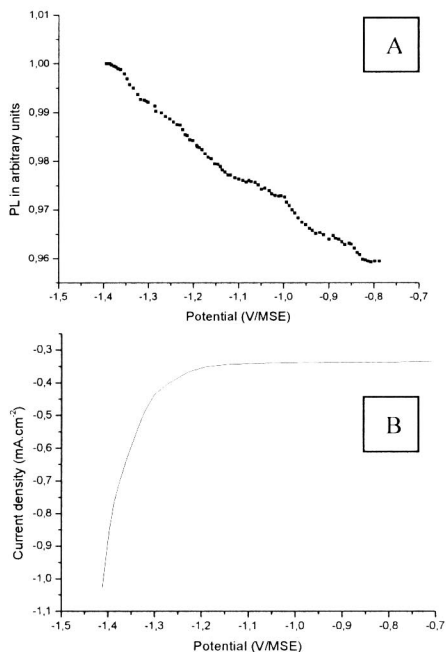 A
1,01
1,00
0,99
0,98
0,97
0,96
PL in arbitrary units
-1,5 -1,4 -1,3 -1,2 -1,1 -1,0 -0,9 -0,8 -0,7
Potential (V/MSE)
B
-0,3
-0,4
-0,5
-0,6
-0,7
-0,8
-0,9
-1,0
-1,1
Current density (mA.cm⁻²)
-1,5 -1,4 -1,3 -1,2 -1,1 -1,0 -0,9 -0,8 -0,7
Potential (V/MSE)